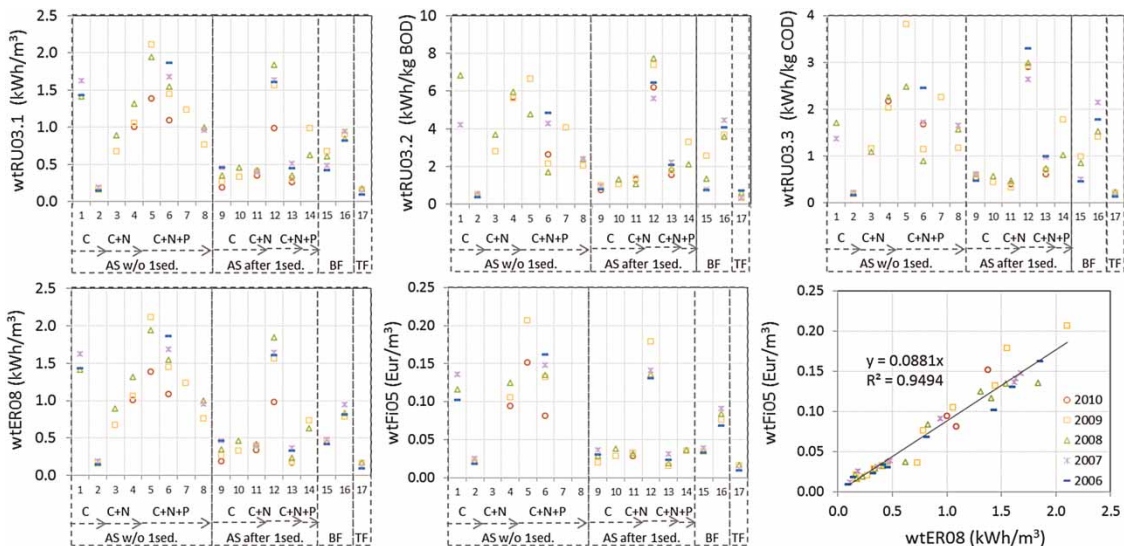 wtRU03.1 (kWh/m³)
2.5
2.0
1.5
1.0
0.5
0.0
1 2 3 4 5 6 7 8 9 10 11 12 13 14 15 16 17
C C+N C+N+P C C+N C+N+P
AS w/o 1sed. AS after 1sed. BF TF
wtRU03.2 (kWh/kg BOD)
10
8
6
4
2
0
1 2 3 4 5 6 7 8 9 10 11 12 13 14 15 16 17
C C+N C+N+P C C+N C+N+P
AS w/o 1sed. AS after 1sed. BF TF
wtRU03.3 (kWh/kg COD)
4
3
2
1
0
1 2 3 4 5 6 7 8 9 10 11 12 13 14 15 16 17
C C+N C+N+P C C+N C+N+P
AS w/o 1sed. AS after 1sed. BF TF
wtER08 (kWh/m³)
2.5
2.0
1.5
1.0
0.5
0.0
1 2 3 4 5 6 7 8 9 10 11 12 13 14 15 16 17
C C+N C+N+P C C+N C+N+P
AS w/o 1sed. AS after 1sed. BF TF
wtFi05 (Eur/m³)
0.25
0.20
0.15
0.10
0.05
0.00
1 2 3 4 5 6 7 8 9 10 11 12 13 14 15 16 17
C C+N C+N+P C C+N C+N+P
AS w/o 1sed. AS after 1sed. BF TF
wtFi05 (Eur/m³)
0.25
0.20
0.15
0.10
0.05
0.00
y = 0.0881x
R² = 0.9494
2010
2009
2008
2007
2006
0.0 0.5 1.0 1.5 2.0 2.5
wtER08 (kWh/m³)